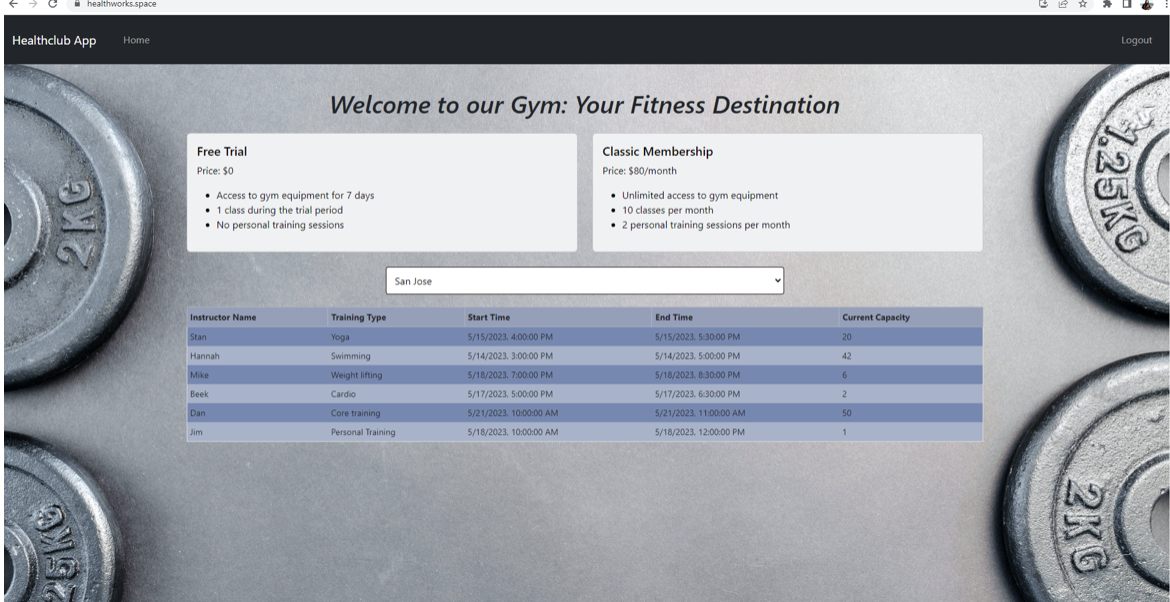 healthworks.space
Healthclub App Home Logout
Welcome to our Gym: Your Fitness Destination
Free Trial
Price: $0
Access to gym equipment for 7 days
1 class during the trial period
No personal training sessions
Classic Membership
Price: $80/month
Unlimited access to gym equipment
10 classes per month
2 personal training sessions per month
San Jose
Instructor Name Training Type Start Time End Time Current Capacity
Stan Yoga 5/15/2023, 4:00:00 PM 5/15/2023, 5:30:00 PM 20
Hannah Swimming 5/14/2023, 3:00:00 PM 5/14/2023, 5:00:00 PM 42
Mike Weight lifting 5/18/2023, 7:00:00 PM 5/18/2023, 8:30:00 PM 6
Beek Cardio 5/17/2023, 5:00:00 PM 5/17/2023, 6:30:00 PM 2
Dan Core training 5/21/2023, 10:00:00 AM 5/21/2023, 11:00:00 AM 50
Jim Personal Training 5/18/2023, 10:00:00 AM 5/18/2023, 12:00:00 PM 1
2KG
1.25KG
25KG
2KG